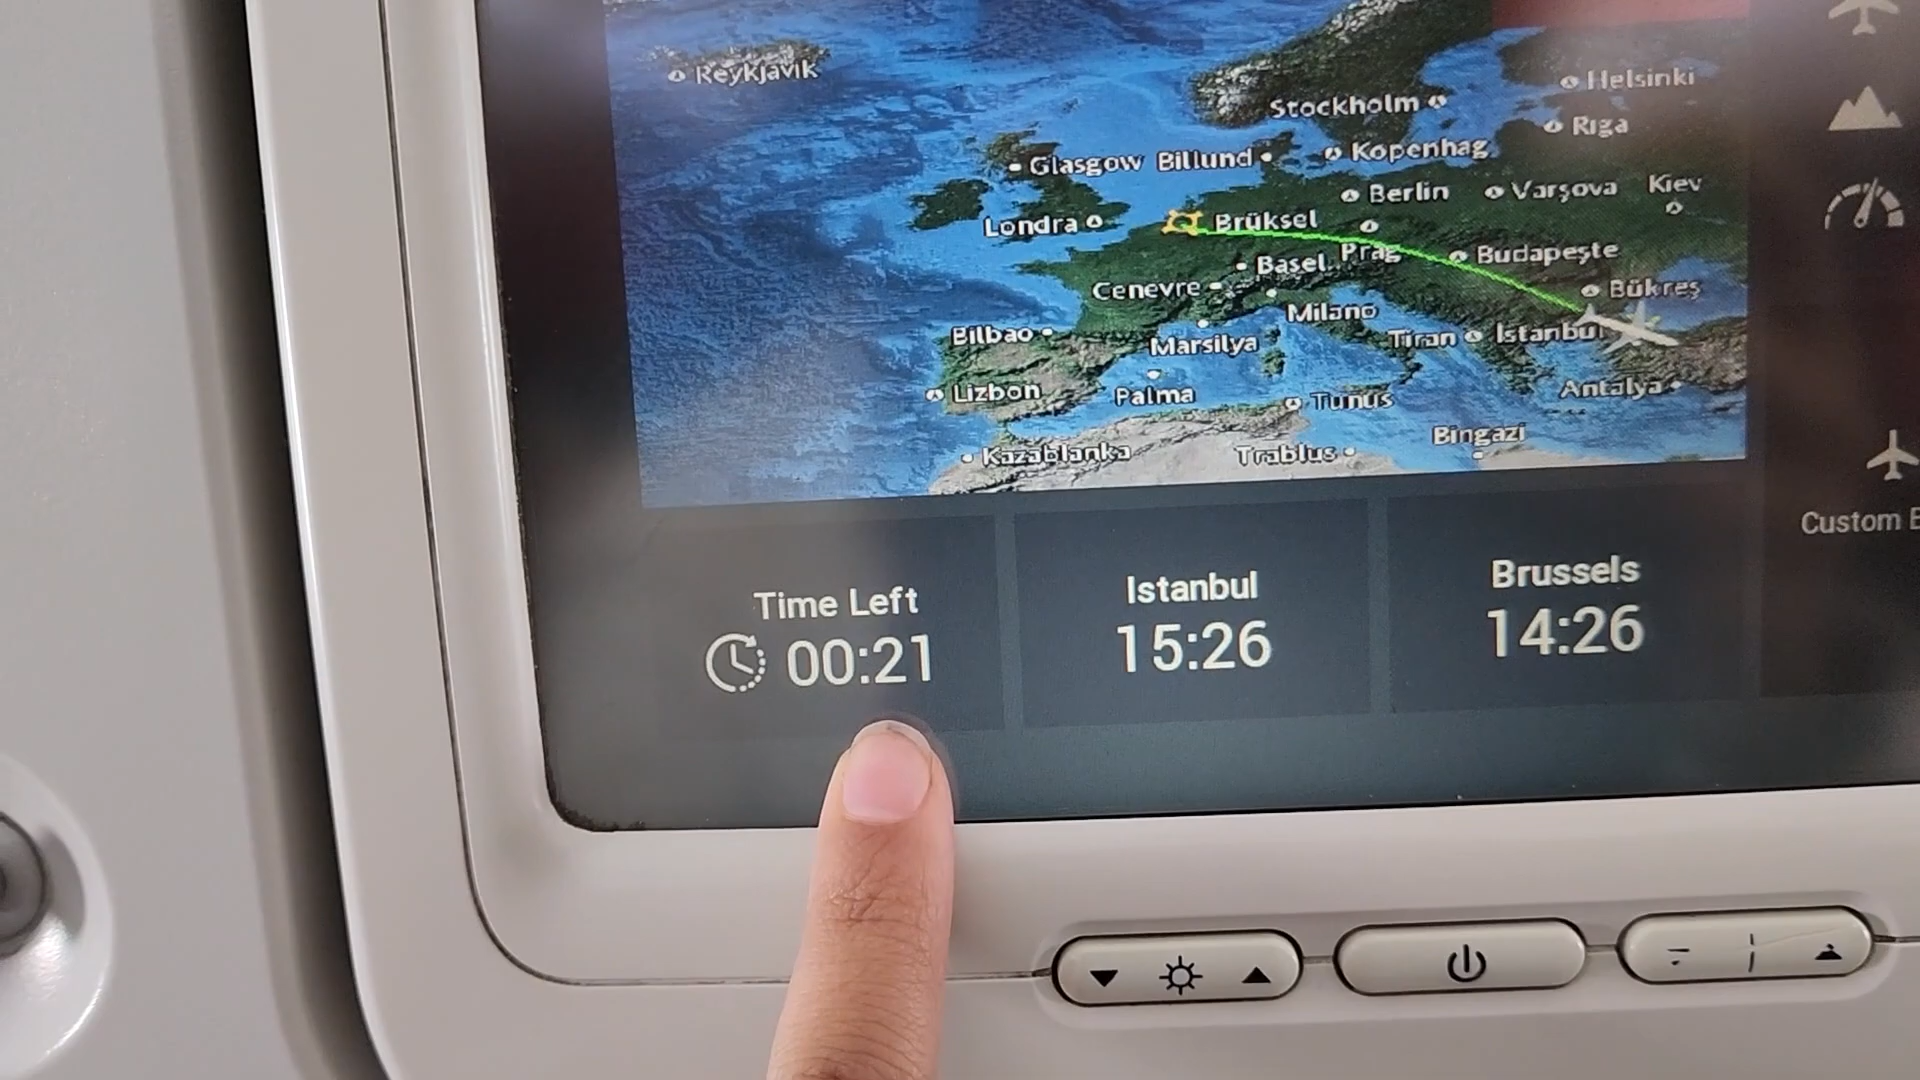 Reykjavik
Helsinki
Stockholm
Riga
Glasgow
Billund
Kopenhag
Berlin
Varşova
Kiev
Londra
Brüksel
Prag
Budapeşte
Basel
Cenevre
Bükreş
Milano
Bilbao
Marsilya
Tiran
İstanbul
Lizbon
Palma
Tunus
Antalya
Kazablanka
Trablus
Bingazi
Custom
Time Left
00:21
Istanbul
15:26
Brussels
14:26